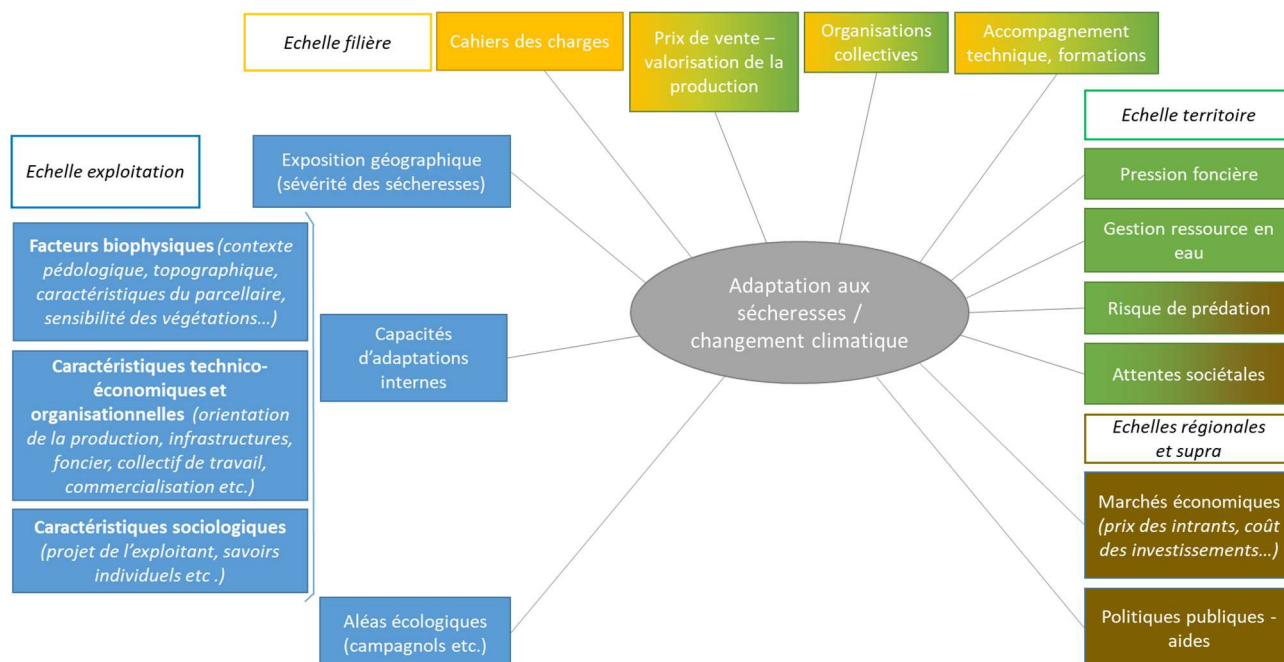 Echelle filière
Cahiers des charges
Prix de vente –
valorisation de la
production
Organisations
collectives
Accompagnement
technique, formations
Echelle territoire
Echelle exploitation
Exposition géographique
(sévérité des sécheresses)
Pression foncière
Facteurs biophysiques (contexte
pédologique, topographique,
caractéristiques du parcellaire,
sensibilité des végétations…)
Gestion ressource en
eau
Adaptation aux
sécheresses /
changement climatique
Risque de prédation
Capacités
d’adaptations
internes
Caractéristiques technico-
économiques et
organisationnelles (orientation
de la production, infrastructures,
foncier, collectif de travail,
commercialisation etc.)
Attentes sociétales
Echelles régionales
et supra
Marchés économiques
(prix des intrants, coût
des investissements…)
Caractéristiques sociologiques
(projet de l’exploitant, savoirs
individuels etc .)
Aléas écologiques
(campagnols etc.)
Politiques publiques -
aides